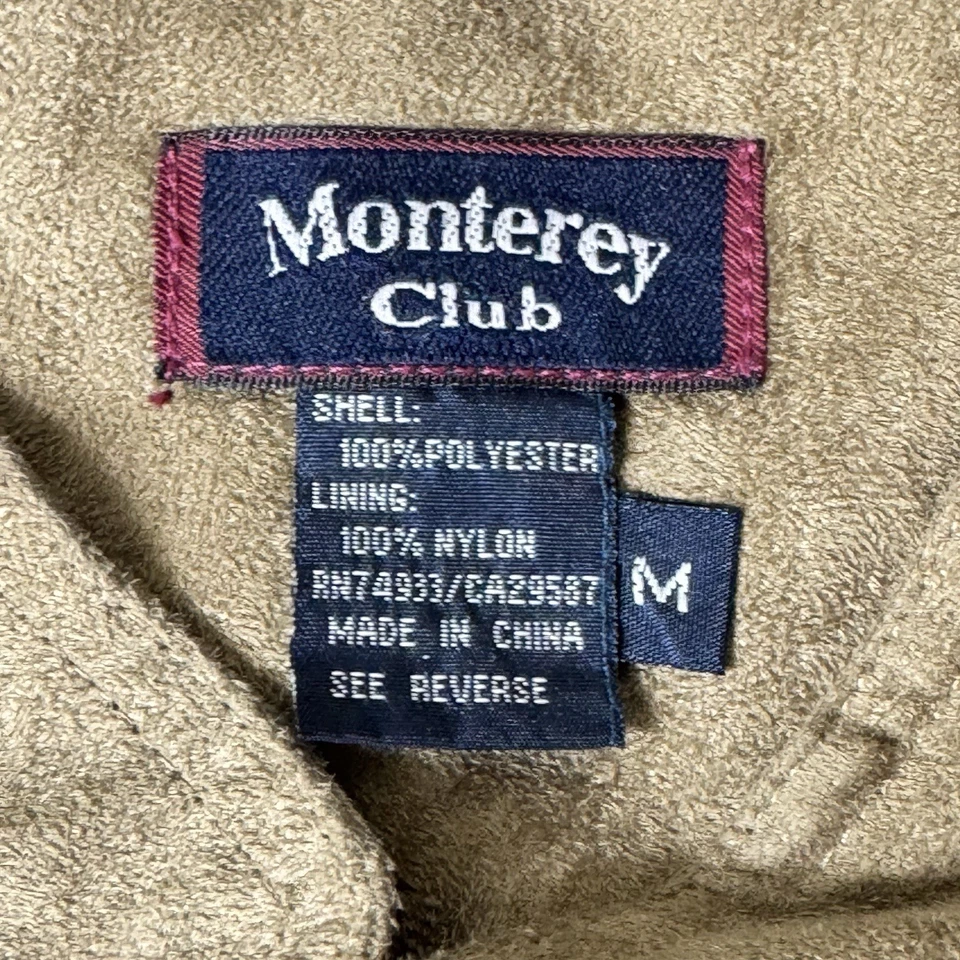 Monterey
Club
SHELL:
100%POLYESTER
LINING:
100% NYLON
RN74933/CA29587
MADE IN CHINA
SEE REVERSE
M